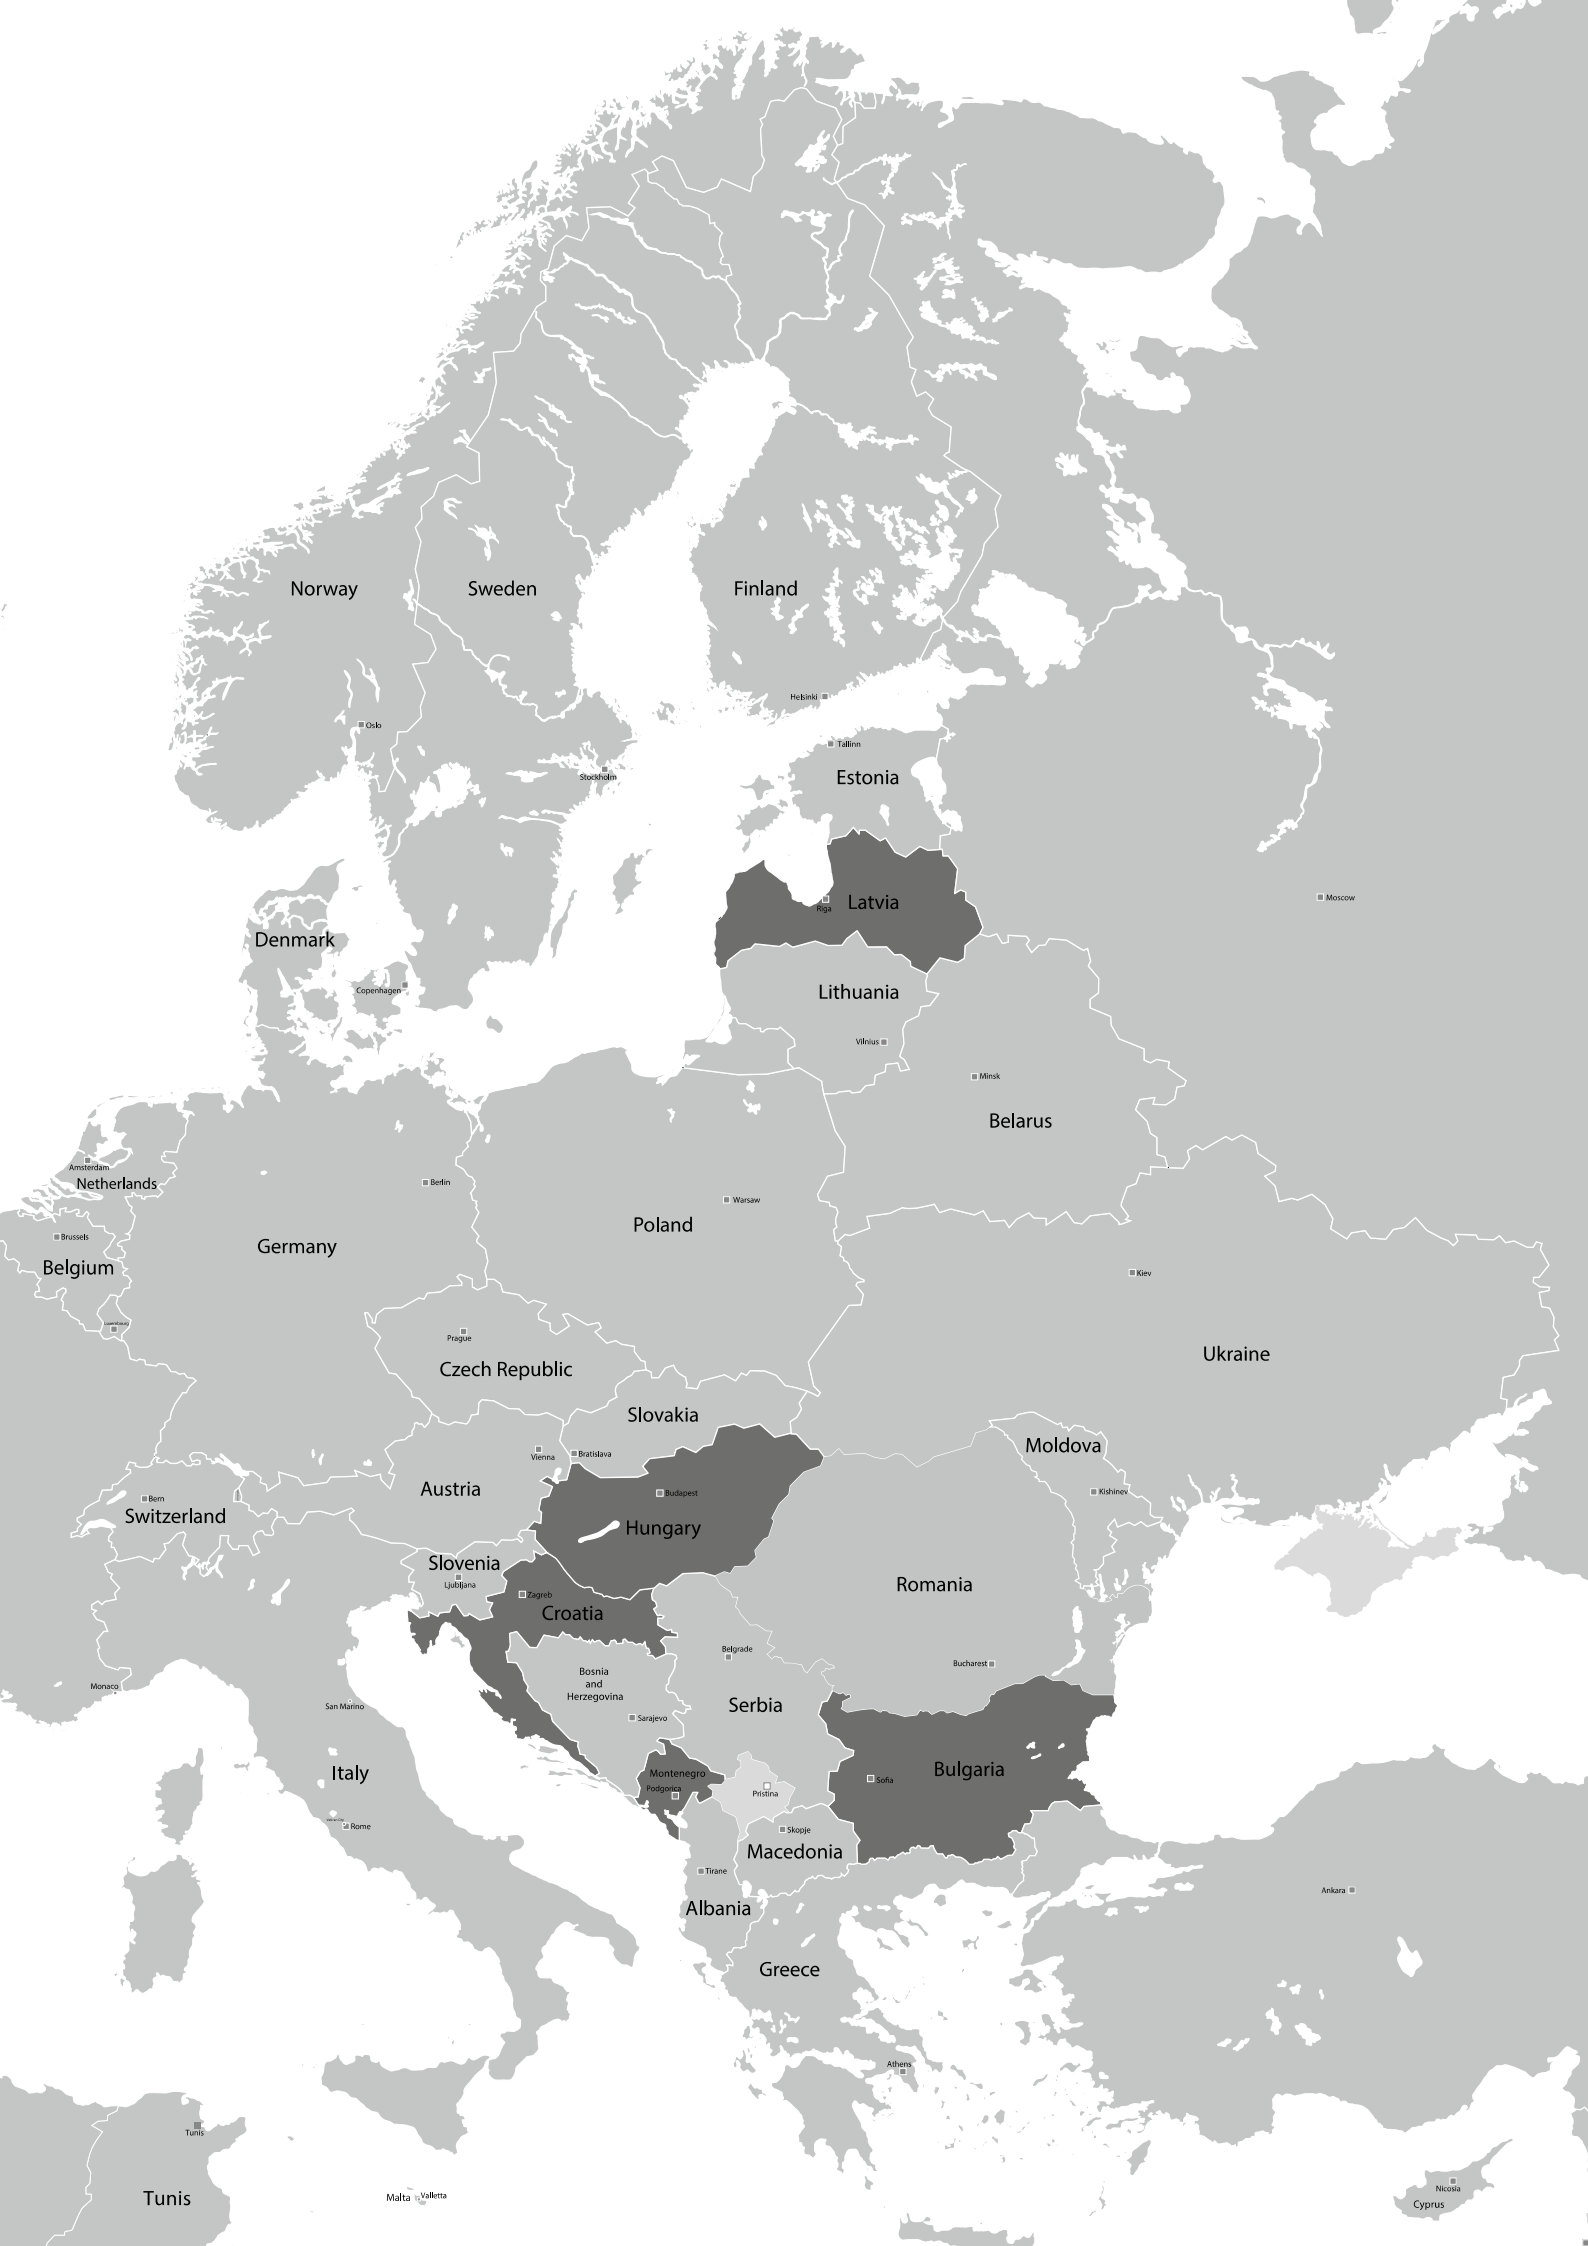 Norway
Sweden
Finland
Helsinki
Oslo
Tallinn
Stockholm
Estonia
Moscow
Latvia
Riga
Denmark
Copenhagen
Lithuania
Vilnius
Minsk
Belarus
Amsterdam
Netherlands
Berlin
Warsaw
Poland
Brussels
Germany
Belgium
Kiev
Luxembourg
Prague
Ukraine
Czech Republic
Slovakia
Moldova
Vienna
Bratislava
Austria
Budapest
Kishinev
Bern
Switzerland
Hungary
Slovenia
Ljubljana
Romania
Zagreb
Croatia
Belgrade
Bucharest
Bosnia
and
Herzegovina
Monaco
San Marino
Serbia
Sarajevo
Italy
Montenegro
Podgorica
Pristina
Bulgaria
Sofia
Rome
Skopje
Macedonia
Tirane
Ankara
Albania
Greece
Athens
Tunis
Tunis
Malta
Valletta
Nicosia
Cyprus